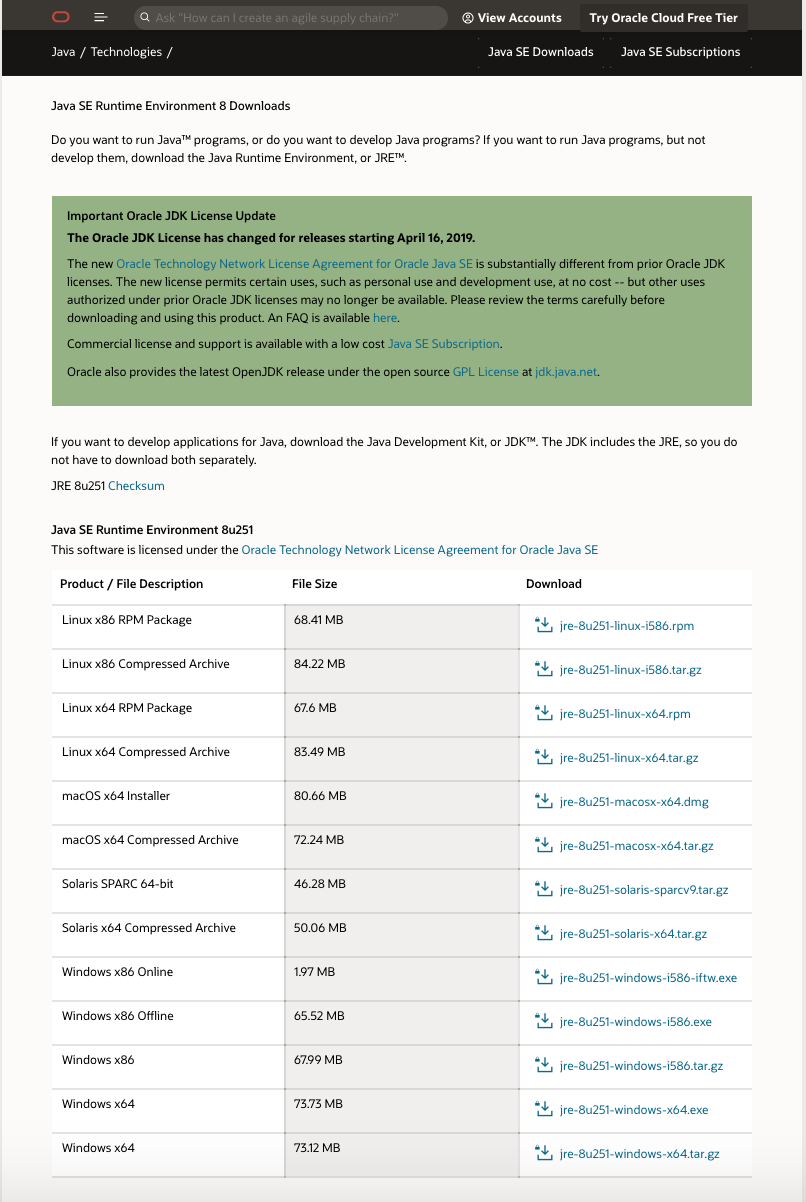 Ask "How can I create an agile supply chain?"
View Accounts
Try Oracle Cloud Free Tier
Java / Technologies /
Java SE Downloads
Java SE Subscriptions
Java SE Runtime Environment 8 Downloads
Do you want to run Java™ programs, or do you want to develop Java programs? If you want to run Java programs, but not
develop them, download the Java Runtime Environment, or JRE™.
Important Oracle JDK License Update
The Oracle JDK License has changed for releases starting April 16, 2019.
The new Oracle Technology Network License Agreement for Oracle Java SE is substantially different from prior Oracle JDK
licenses. The new license permits certain uses, such as personal use and development use, at no cost -- but other uses
authorized under prior Oracle JDK licenses may no longer be available. Please review the terms carefully before
downloading and using this product. An FAQ is available here.
Commercial license and support is available with a low cost Java SE Subscription.
Oracle also provides the latest OpenJDK release under the open source GPL License at jdk.java.net.
If you want to develop applications for Java, download the Java Development Kit, or JDK™. The JDK includes the JRE, so you do
not have to download both separately.
JRE 8u251 Checksum
Java SE Runtime Environment 8u251
This software is licensed under the Oracle Technology Network License Agreement for Oracle Java SE
Product / File Description File Size Download
Linux x86 RPM Package 68.41 MB jre-8u251-linux-i586.rpm
Linux x86 Compressed Archive 84.22 MB jre-8u251-linux-i586.tar.gz
Linux x64 RPM Package 67.6 MB jre-8u251-linux-x64.rpm
Linux x64 Compressed Archive 83.49 MB jre-8u251-linux-x64.tar.gz
macOS x64 Installer 80.66 MB jre-8u251-macosx-x64.dmg
macOS x64 Compressed Archive 72.24 MB jre-8u251-macosx-x64.tar.gz
Solaris SPARC 64-bit 46.28 MB jre-8u251-solaris-sparcv9.tar.gz
Solaris x64 Compressed Archive 50.06 MB jre-8u251-solaris-x64.tar.gz
Windows x86 Online 1.97 MB jre-8u251-windows-i586-iftw.exe
Windows x86 Offline 65.52 MB jre-8u251-windows-i586.exe
Windows x86 67.99 MB jre-8u251-windows-i586.tar.gz
Windows x64 73.73 MB jre-8u251-windows-x64.exe
Windows x64 73.12 MB jre-8u251-windows-x64.tar.gz